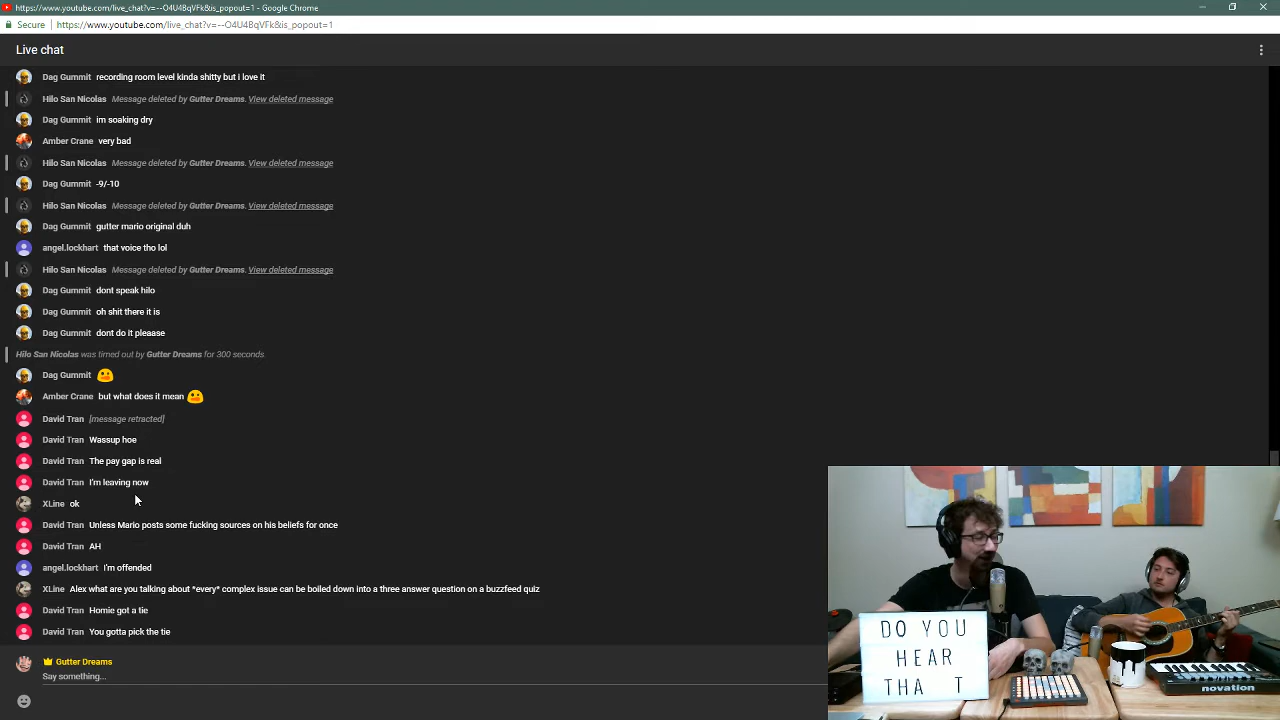 https://www.youtube.com/live_chat?v=--O4U4BqVFk&is_popout=1 - Google Chrome
Secure https://www.youtube.com/live_chat?v=--O4U4BqVFk&is_popout=1
Live chat
Dag Gummit recording room level kinda shitty but i love it
Hilo San Nicolas Message deleted by Gutter Dreams. View deleted message
Dag Gummit im soaking dry
Amber Crane very bad
Hilo San Nicolas Message deleted by Gutter Dreams. View deleted message
Dag Gummit -9/-10
Hilo San Nicolas Message deleted by Gutter Dreams. View deleted message
Dag Gummit gutter mario original duh
angel.lockhart that voice tho lol
Hilo San Nicolas Message deleted by Gutter Dreams. View deleted message
Dag Gummit dont speak hilo
Dag Gummit oh shit there it is
Dag Gummit dont do it pleaase
Hilo San Nicolas was timed out by Gutter Dreams for 300 seconds.
Dag Gummit
Amber Crane but what does it mean
David Tran [message retracted]
David Tran Wassup hoe
David Tran The pay gap is real
David Tran I'm leaving now
XLine ok
David Tran Unless Mario posts some fucking sources on his beliefs for once
David Tran AH
angel.lockhart I'm offended
XLine Alex what are you talking about *every* complex issue can be boiled down into a three answer question on a buzzfeed quiz
David Tran Homie got a tie
David Tran You gotta pick the tie
Gutter Dreams
Say something...
DO YOU
HEAR
THA T
novation